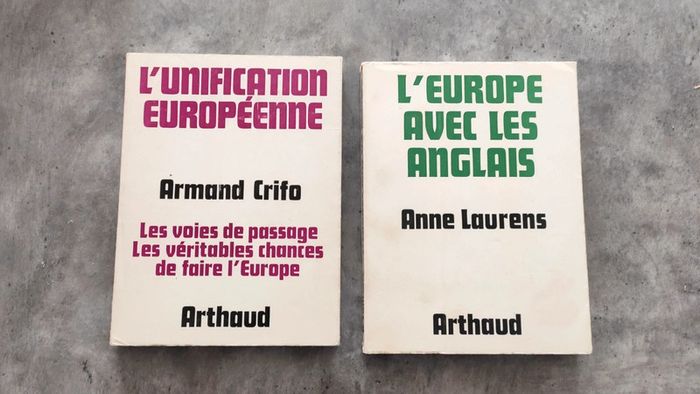 L'UNIFICATION
EUROPÉENNE
Armand Crifo
Les voies de passage
Les véritables chances
de faire l'Europe
Arthaud
L'EUROPE
AVEC LES
ANGLAIS
Anne Laurens
Arthaud